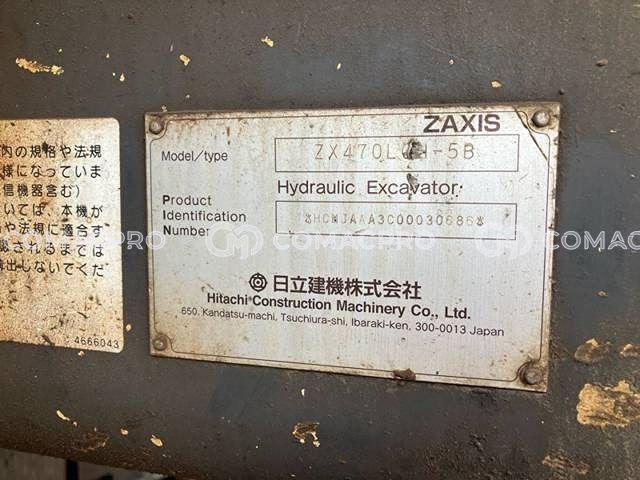 内の規格や法規
様になっていま
信機器含む)
いては、本機が
や法規に適合す
されるまでは
出しないでくだ
4666043
ZAXIS
Model/type ZX470LCH-5B
Hydraulic Excavator
Product
Identification
Number
日立建機株式会社
Hitachi Construction Machinery Co., Ltd.
650, Kandatsu-machi, Tsuchiura-shi, Ibaraki-ken, 300-0013 Japan
COMACPRO
COMACPRO